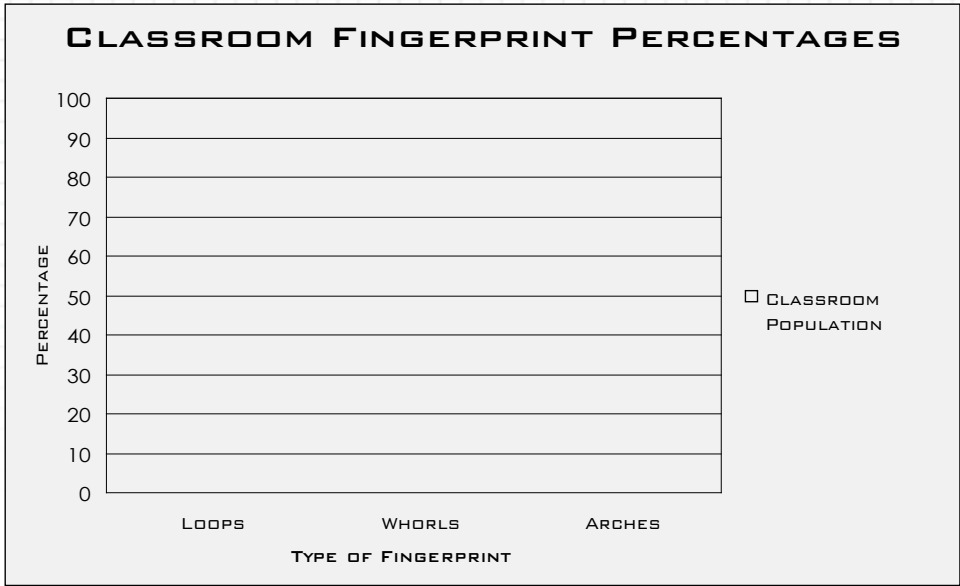 CLASSROOM FINGERPRINT PERCENTAGES
100
90
80
70
60
50
40
30
20
10
0
PERCENTAGE
LOOPS WHORLS ARCHES
TYPE OF FINGERPRINT
CLASSROOM
POPULATION